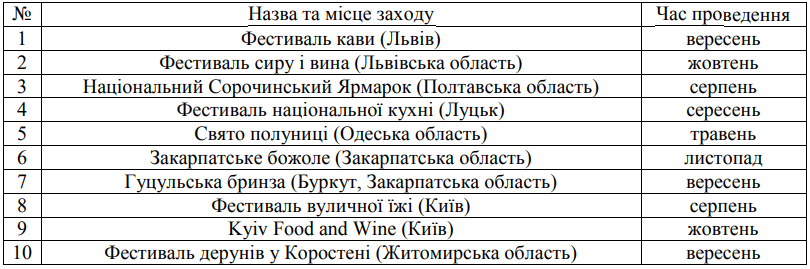 № Назва та місце заходу Час проведення
1 Фестиваль кави (Львів) вересень
2 Фестиваль сиру і вина (Львівська область) жовтень
3 Національний Сорочинський Ярмарок (Полтавська область) серпень
4 Фестиваль національної кухні (Луцьк) сересень
5 Свято полуниці (Одеська область) травень
6 Закарпатське божоле (Закарпатська область) листопад
7 Гуцульська бринза (Буркут, Закарпатська область) вересень
8 Фестиваль вуличної їжі (Київ) серпень
9 Kyiv Food and Wine (Київ) жовтень
10 Фестиваль дерунів у Коростені (Житомирська область) вересень